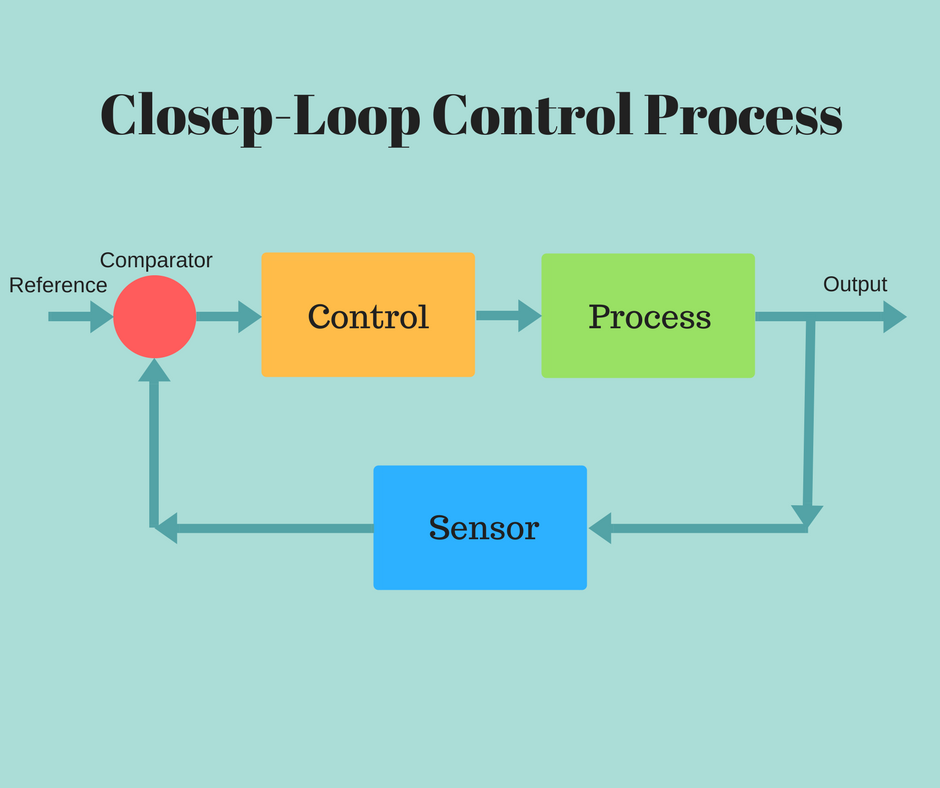 Closep-Loop Control Process
Comparator
Reference
Output
Control
Process
Sensor